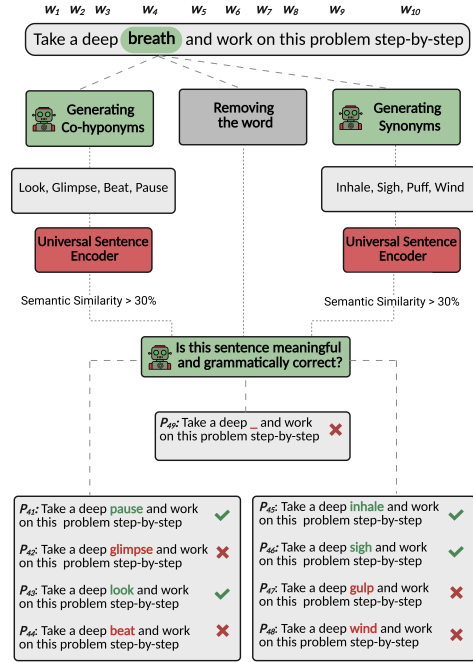 W1 W2 W3 W4 W5 W6 W7 W8 W9 W10
Take a deep breath and work on this problem step-by-step
Generating
Co-hyponyms
Removing
the word
Generating
Synonyms
Look, Glimpse, Beat, Pause
Inhale, Sigh, Puff, Wind
Universal Sentence
Encoder
Universal Sentence
Encoder
Semantic Similarity > 30%
Semantic Similarity > 30%
Is this sentence meaningful
and grammatically correct?
P49: Take a deep _ and work
on this problem step-by-step
P41: Take a deep pause and work
on this problem step-by-step
P42: Take a deep glimpse and work
on this problem step-by-step
P43: Take a deep look and work
on this problem step-by-step
P44: Take a deep beat and work
on this problem step-by-step
P45: Take a deep inhale and work
on this problem step-by-step
P46: Take a deep sigh and work
on this problem step-by-step
P47: Take a deep gulp and work
on this problem step-by-step
P48: Take a deep wind and work
on this problem step-by-step